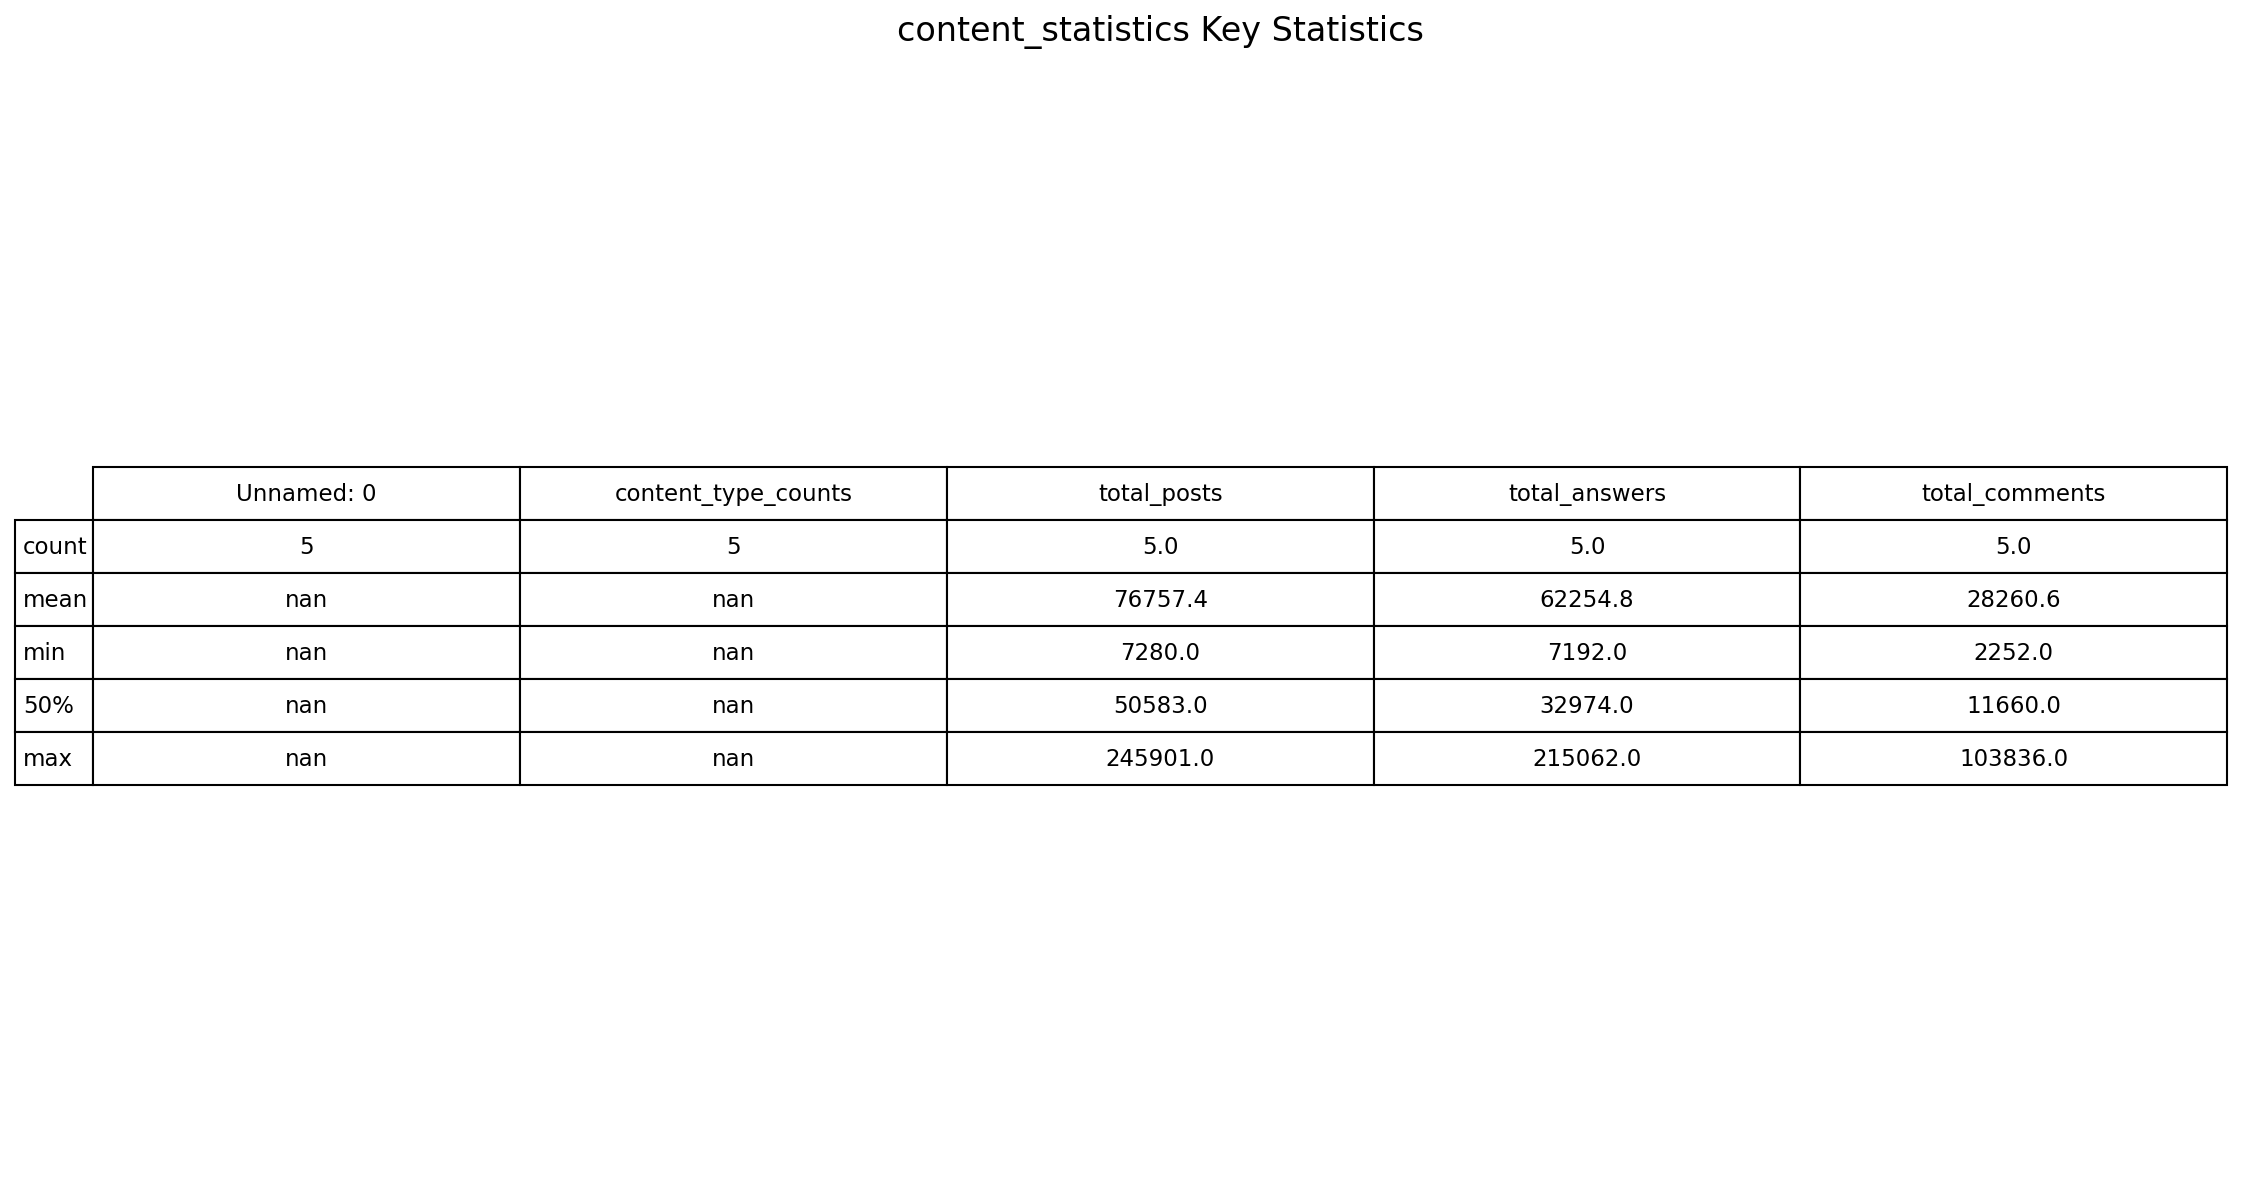 content_statistics Key Statistics
Unnamed: 0 content_type_counts total_posts total_answers total_comments
count 5 5 5.0 5.0 5.0
mean nan nan 76757.4 62254.8 28260.6
min nan nan 7280.0 7192.0 2252.0
50% nan nan 50583.0 32974.0 11660.0
max nan nan 245901.0 215062.0 103836.0